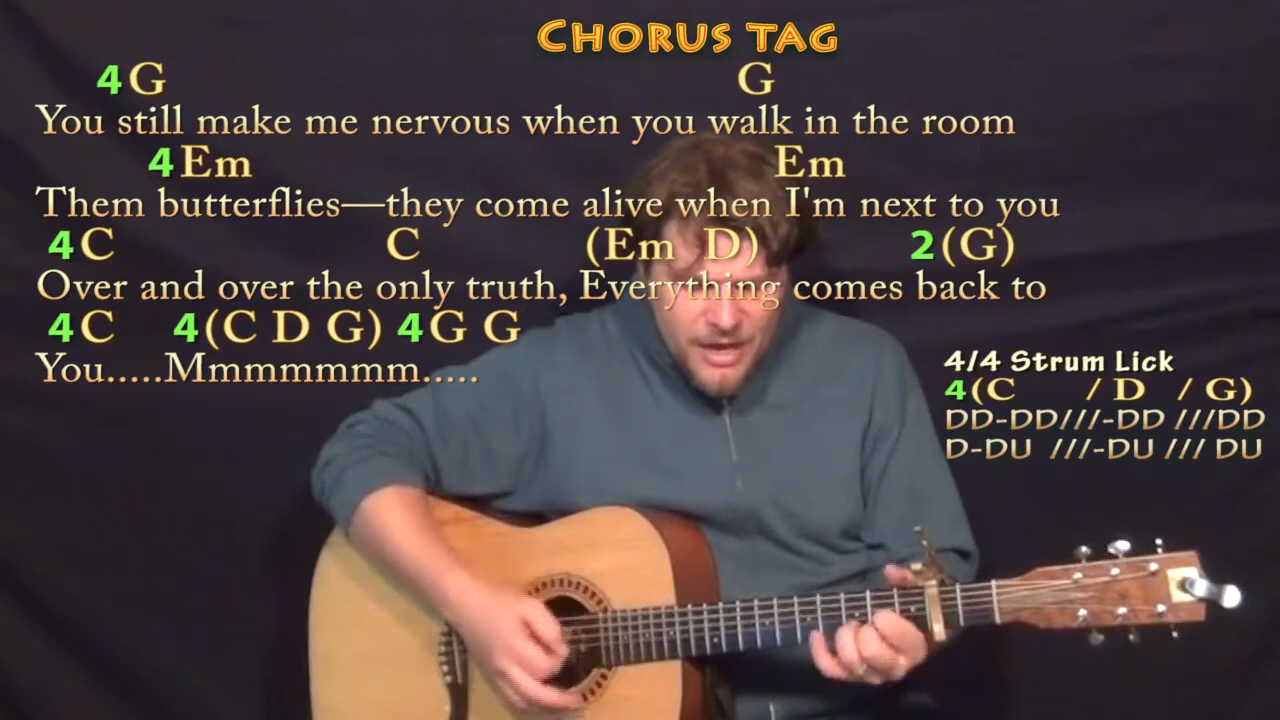 CHORUS TAG
4G G
You still make me nervous when you walk in the room
4Em Em
Them butterflies—they come alive when I'm next to you
4C C (Em D) 2(G)
Over and over the only truth, Everything comes back to
4C 4(C D G) 4G G
You.....Mmmmmmm.....
4/4 Strum Lick
4(C / D / G)
DD-DD///-DD ///DD
D-DU ///-DU /// DU